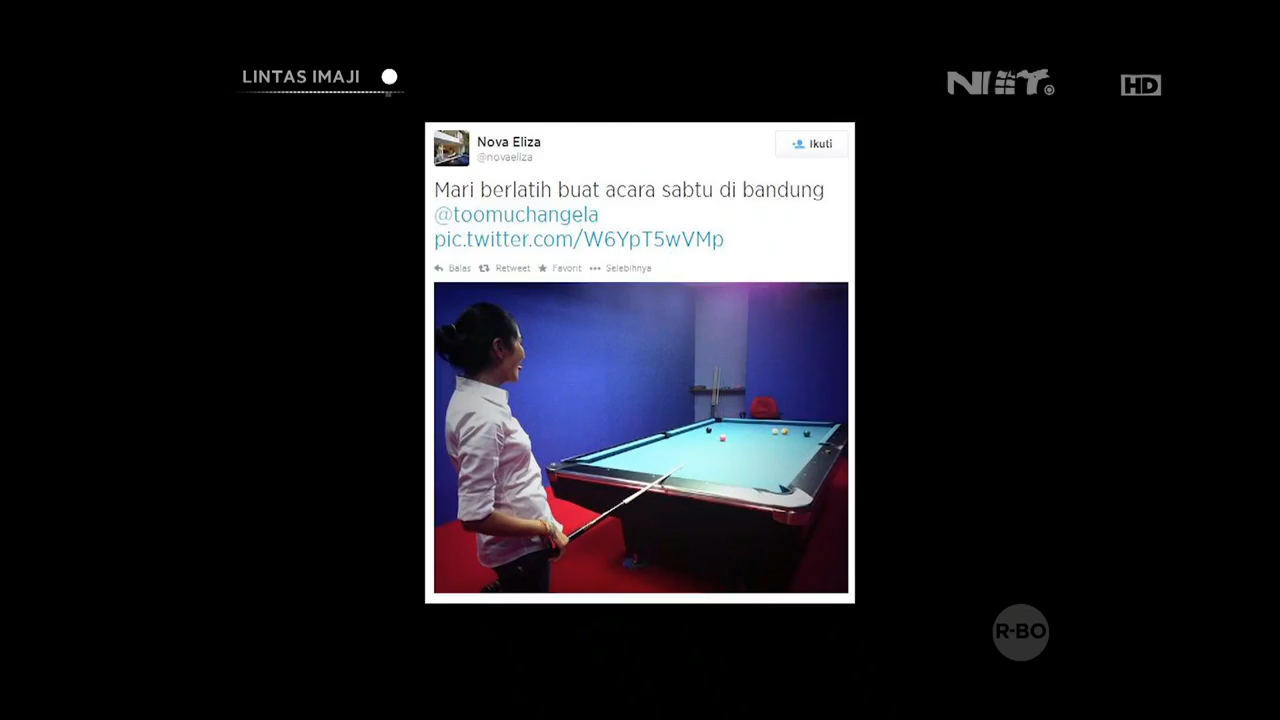 LINTAS IMAJI
NET.
HD
Nova Eliza
@novaeliza
Ikuti
Mari berlatih buat acara sabtu di bandung
@toomuchangela
pic.twitter.com/W6YpT5wVMp
Balas Retweet Favorit Selebihnya
R-BO